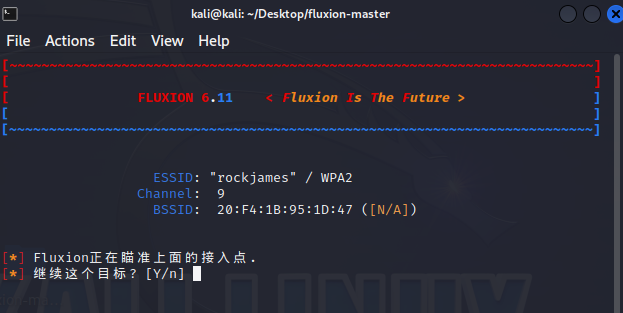 kali@kali: ~/Desktop/fluxion-master
File Actions Edit View Help
[~~~~~~~~~~~~~~~~~~~~~~~~~~~~~~~~~~~~~~~~~~~~~~~~~~~~~~~~~~~~~~~~~~~~~~~~]
[ ]
[ FLUXION 6.11 < Fluxion Is The Future > ]
[ ]
[~~~~~~~~~~~~~~~~~~~~~~~~~~~~~~~~~~~~~~~~~~~~~~~~~~~~~~~~~~~~~~~~~~~~~~~~]
ESSID: "rockjames" / WPA2
Channel: 9
BSSID: 20:F4:1B:95:1D:47 ([N/A])
[*] Fluxion正在瞄准上面的接入点.
[*] 继续这个目标? [Y/n]